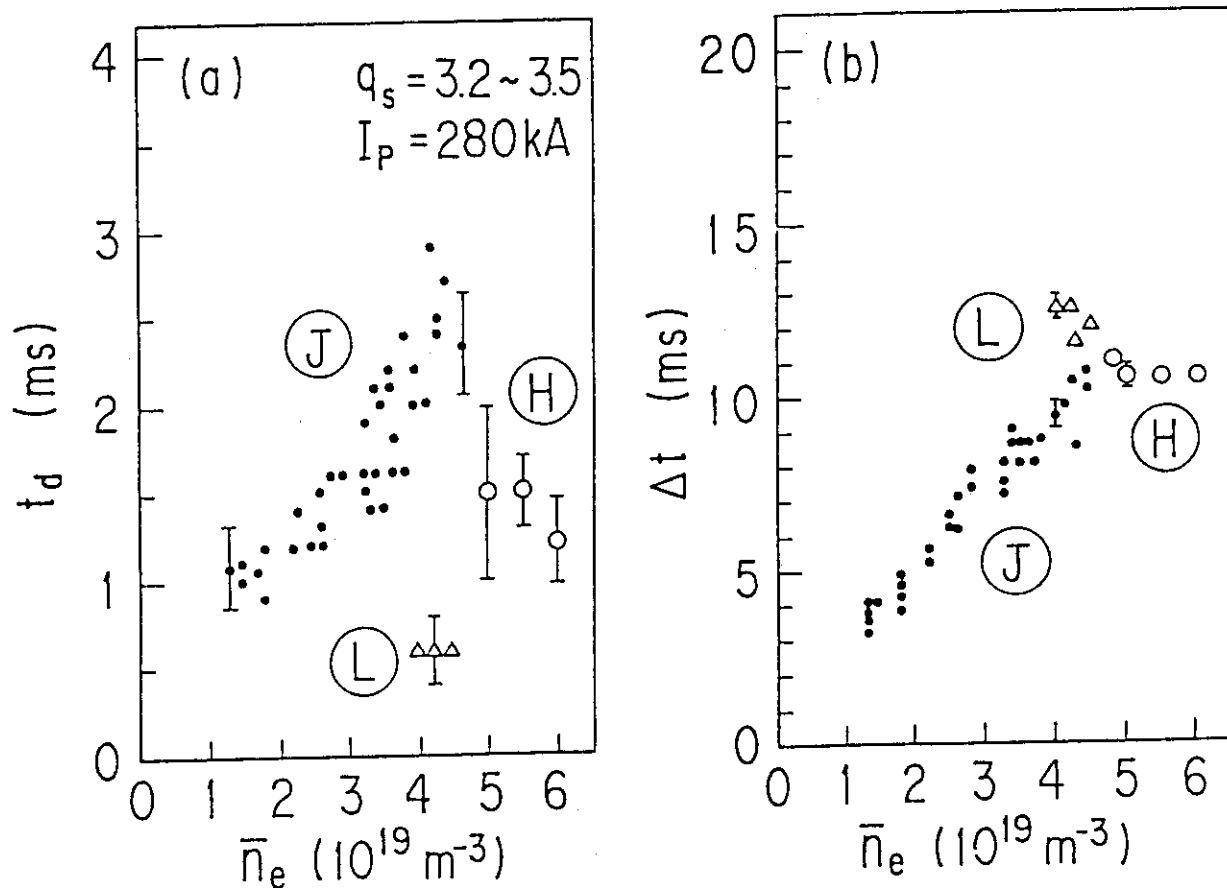 (a)
q_s = 3.2 ~ 3.5
I_P = 280 kA
4
3
2
1
0
t_d (ms)
J
H
L
0 1 2 3 4 5 6
n̅_e (10^19 m^-3)
(b)
20
15
10
5
0
Δt (ms)
L
H
J
0 1 2 3 4 5 6
n̅_e (10^19 m^-3)